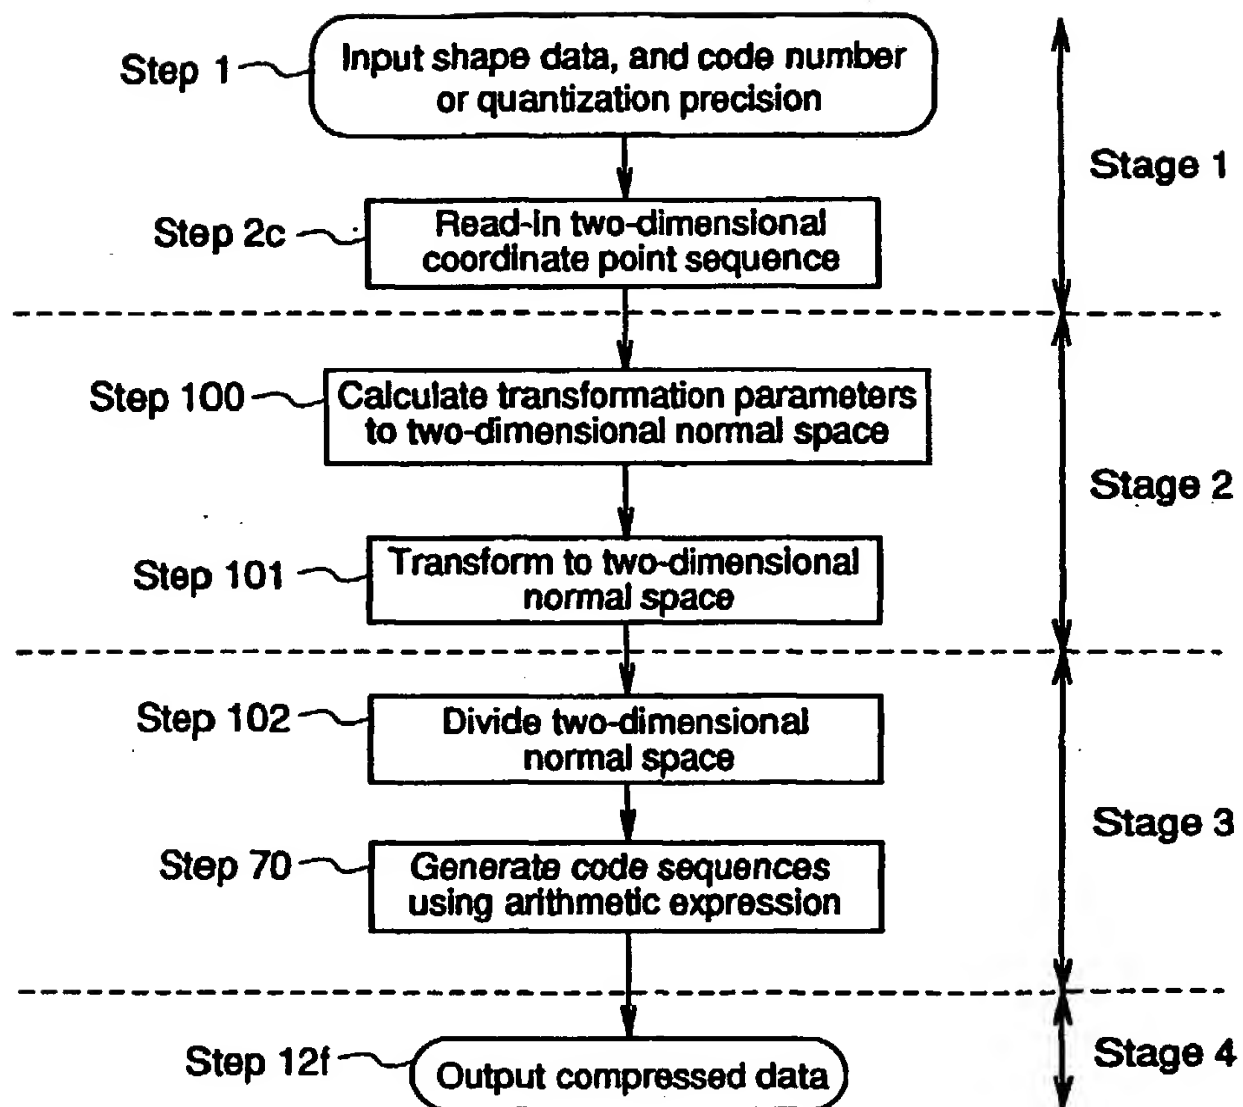 Step 1
Input shape data, and code number
or quantization precision
Stage 1
Step 2c
Read-in two-dimensional
coordinate point sequence
Step 100
Calculate transformation parameters
to two-dimensional normal space
Stage 2
Step 101
Transform to two-dimensional
normal space
Step 102
Divide two-dimensional
normal space
Stage 3
Step 70
Generate code sequences
using arithmetic expression
Step 12f
Output compressed data
Stage 4